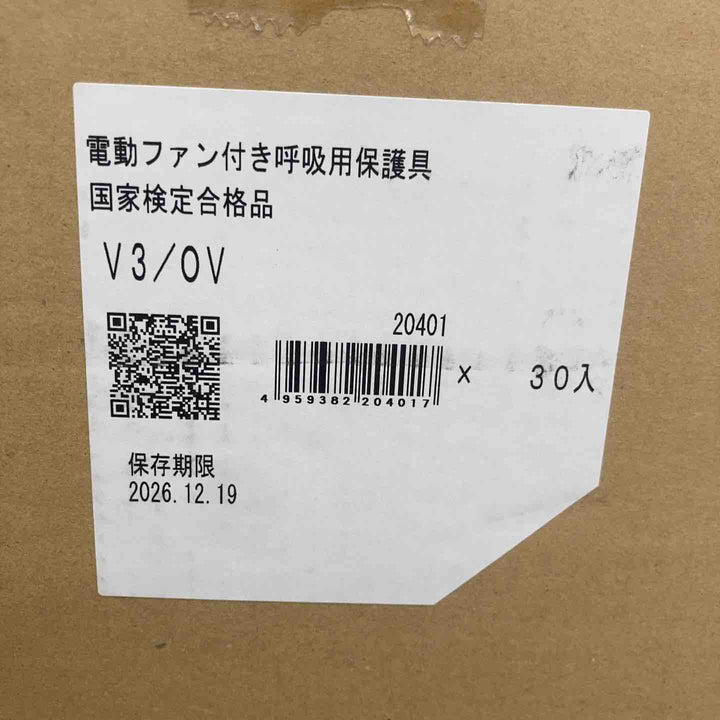 電動ファン付き呼吸用保護具
国家検定合格品
V3/OV
20401
× 30入
4 959382 204017
保存期限
2026.12.19